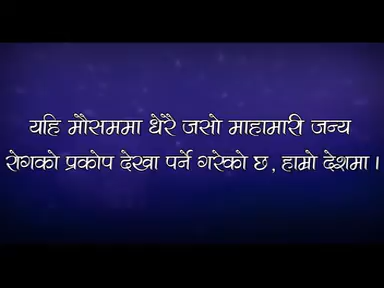 यहि मौसममा धेरै जसो माहामारी जन्य
रोगको प्रकोप देखा पर्ने गरेको छ, हाम्रो देशमा ।